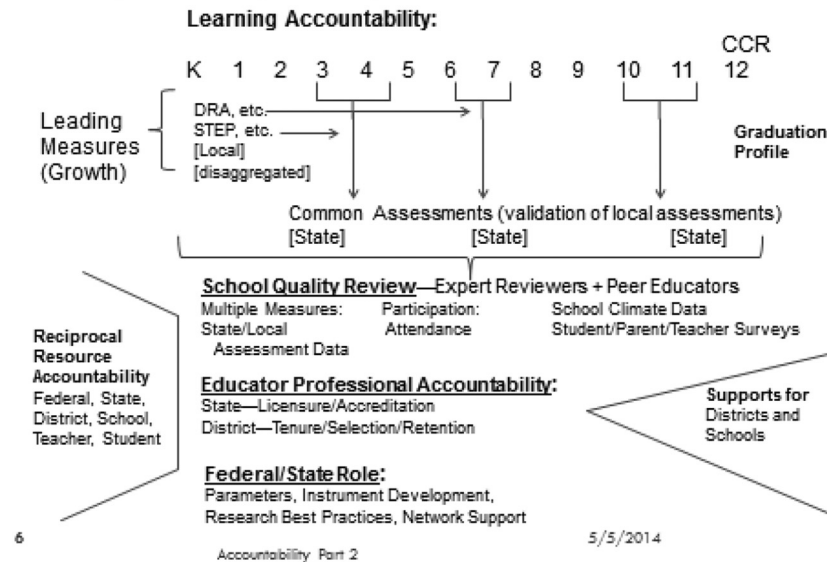 Learning Accountability:
CCR
K 1 2 3 4 5 6 7 8 9 10 11 12
Leading
Measures
(Growth)
DRA, etc.
STEP, etc.
[Local]
[disaggregated]
Graduation
Profile
Common Assessments (validation of local assessments)
[State] [State] [State]
School Quality Review—Expert Reviewers + Peer Educators
Multiple Measures: Participation: School Climate Data
State/Local Attendance Student/Parent/Teacher Surveys
Assessment Data
Reciprocal
Resource
Accountability
Federal, State,
District, School,
Teacher, Student
Educator Professional Accountability:
State—Licensure/Accreditation
District—Tenure/Selection/Retention
Supports for
Districts and
Schools
Federal/State Role:
Parameters, Instrument Development,
Research Best Practices, Network Support
6
5/5/2014
Accountability Part 2